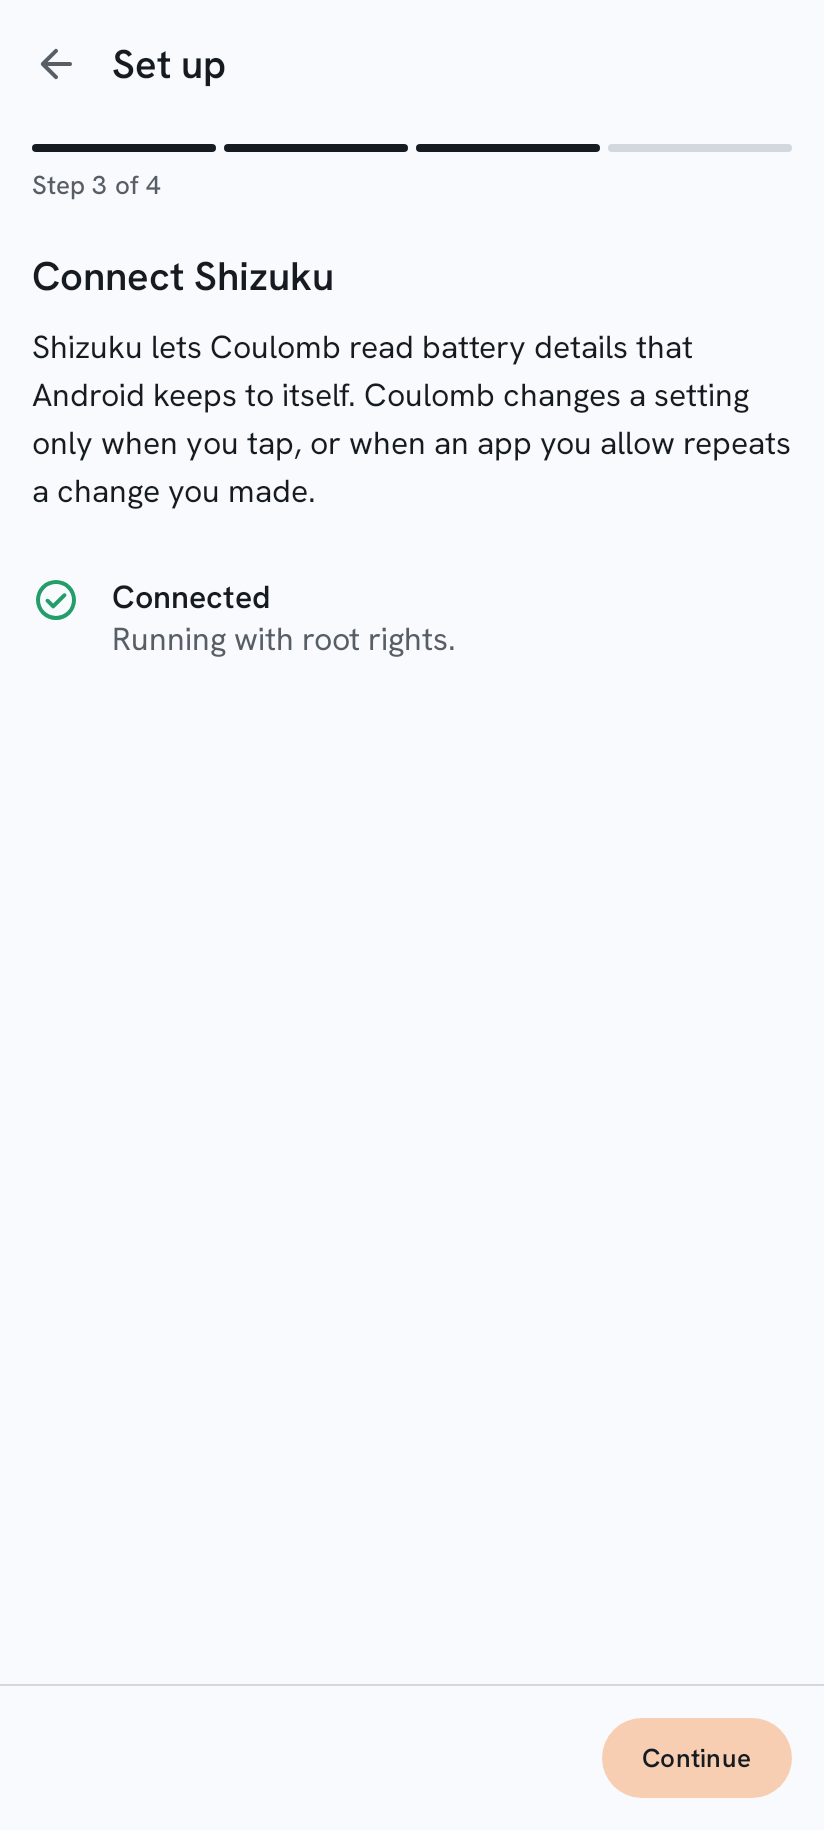 Set up
Step 3 of 4
Connect Shizuku
Shizuku lets Coulomb read battery details that
Android keeps to itself. Coulomb changes a setting
only when you tap, or when an app you allow repeats
a change you made.
Connected
Running with root rights.
Continue